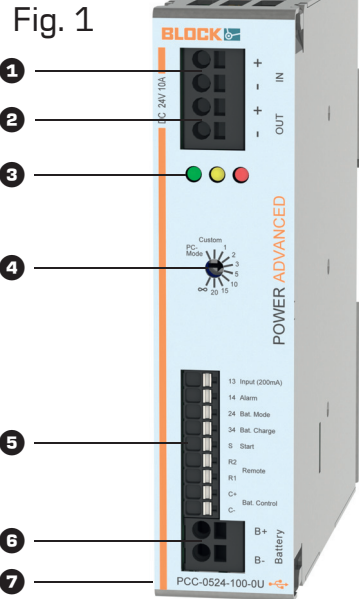 Fig. 1
BLOCK
1
2
3
4
5
6
7
DC 24V 10A
+
-
IN
+
-
OUT
Custom
PC-
Mode
1
2
3
5
10
15
20
∞
POWER ADVANCED
13 Input (200mA)
14 Alarm
24 Bat. Mode
34 Bat. Charge
S Start
R2
Remote
R1
C+
Bat. Control
C-
B+
Battery
B-
PCC-0524-100-0U